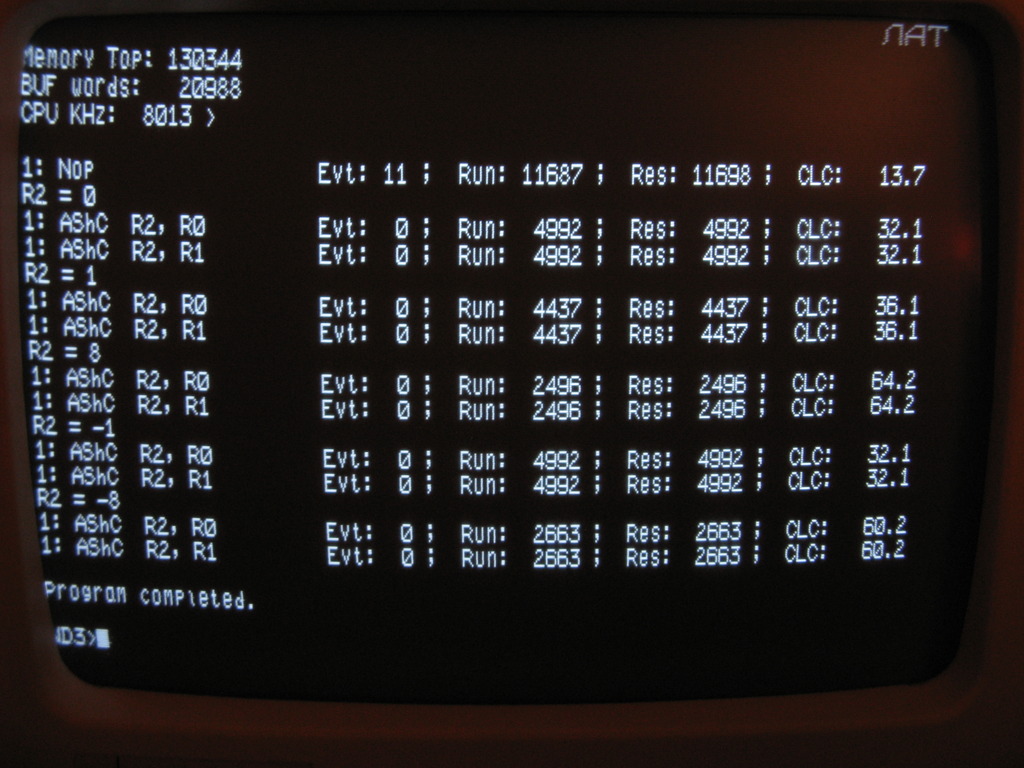 ЛАТ
Memory Top: 130344
BUF words: 20988
CPU KHz: 8013 >
1: NOP Evt: 11 ; Run: 11687 ; Res: 11698 ; CLC: 13.7
R2 = 0
1: AShC R2, R0 Evt: 0 ; Run: 4992 ; Res: 4992 ; CLC: 32.1
1: AShC R2, R1 Evt: 0 ; Run: 4992 ; Res: 4992 ; CLC: 32.1
R2 = 1
1: AShC R2, R0 Evt: 0 ; Run: 4437 ; Res: 4437 ; CLC: 36.1
1: AShC R2, R1 Evt: 0 ; Run: 4437 ; Res: 4437 ; CLC: 36.1
R2 = 8
1: AShC R2, R0 Evt: 0 ; Run: 2496 ; Res: 2496 ; CLC: 64.2
1: AShC R2, R1 Evt: 0 ; Run: 2496 ; Res: 2496 ; CLC: 64.2
R2 = -1
1: AShC R2, R0 Evt: 0 ; Run: 4992 ; Res: 4992 ; CLC: 32.1
1: AShC R2, R1 Evt: 0 ; Run: 4992 ; Res: 4992 ; CLC: 32.1
R2 = -8
1: AShC R2, R0 Evt: 0 ; Run: 2663 ; Res: 2663 ; CLC: 60.2
1: AShC R2, R1 Evt: 0 ; Run: 2663 ; Res: 2663 ; CLC: 60.2
Program completed.
ND3>